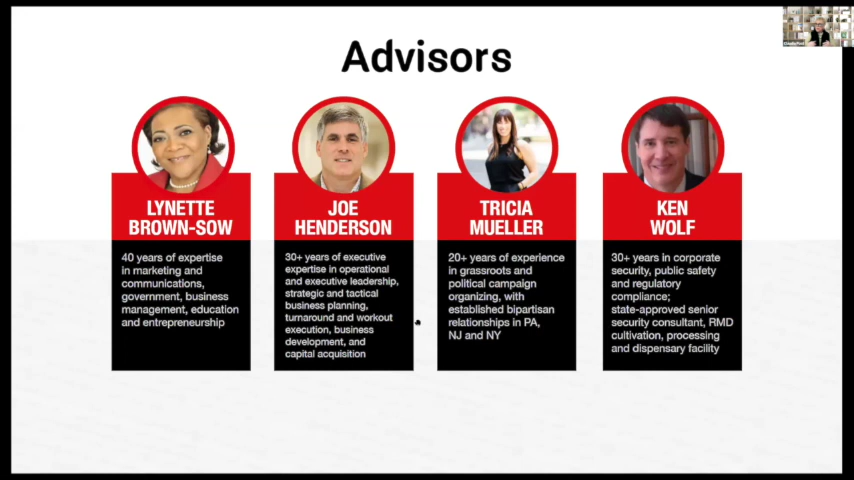 Advisors
LYNETTE
BROWN-SOW
40 years of expertise
in marketing and
communications,
government, business
management, education
and entrepreneurship
JOE
HENDERSON
30+ years of executive
expertise in operational
and executive leadership,
strategic and tactical
business planning,
turnaround and workout
execution, business
development, and
capital acquisition
TRICIA
MUELLER
20+ years of experience
in grassroots and
political campaign
organizing, with
established bipartisan
relationships in PA,
NJ and NY
KEN
WOLF
30+ years in corporate
security, public safety
and regulatory
compliance;
state-approved senior
security consultant, RMD
cultivation, processing
and dispensary facility